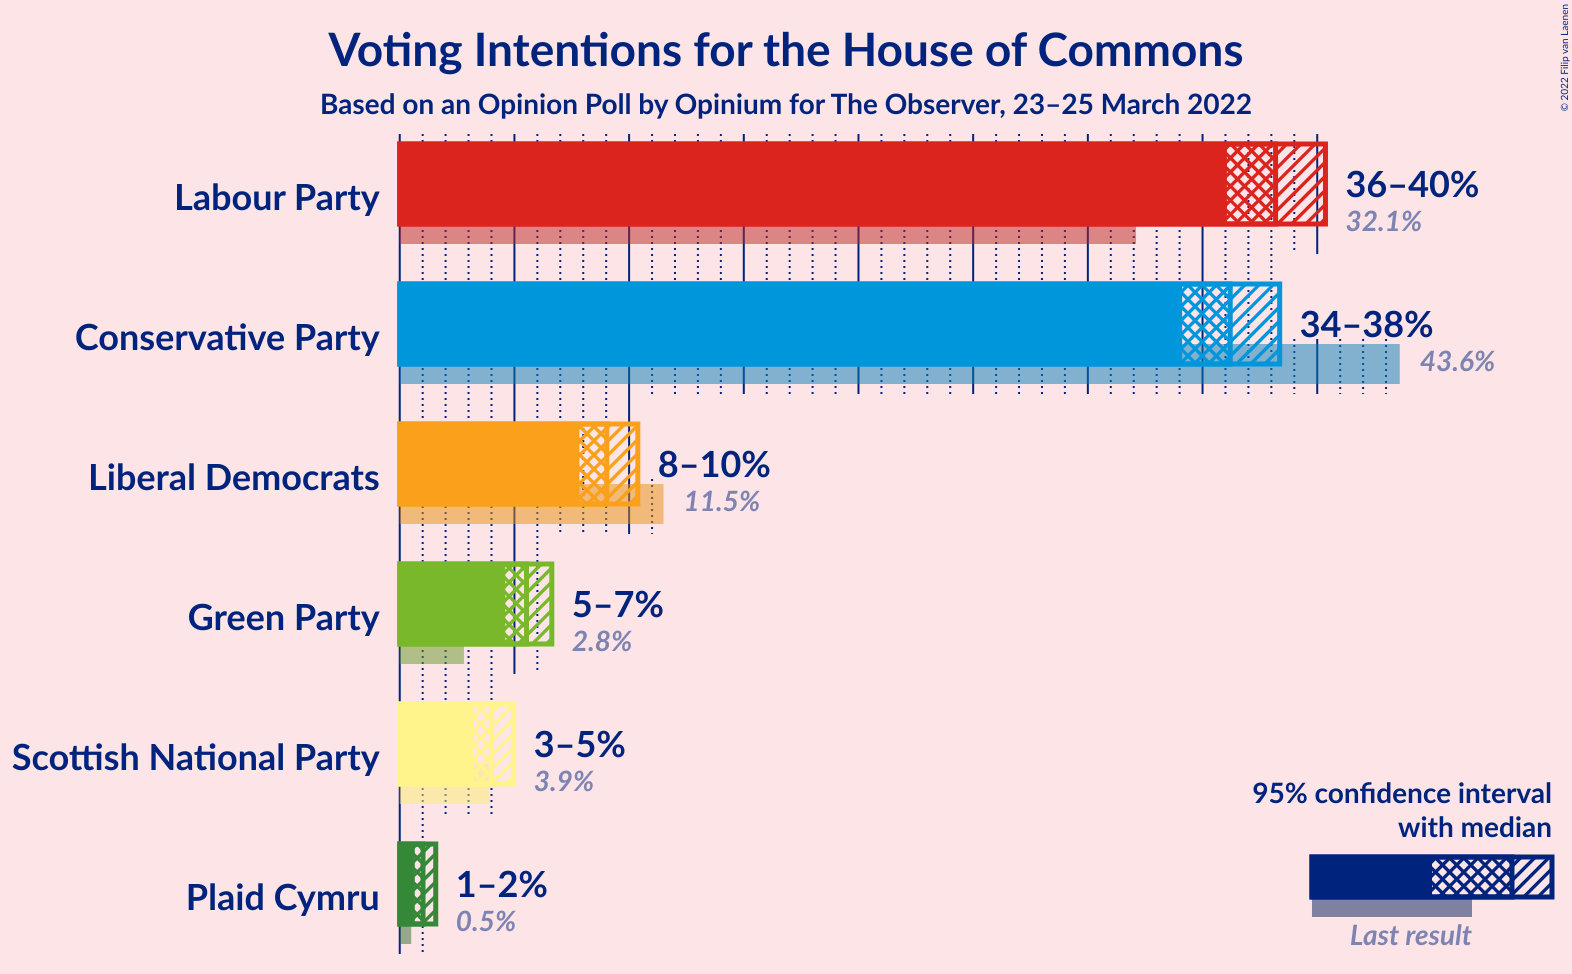 Voting Intentions for the House of Commons
Based on an Opinion Poll by Opinium for The Observer, 23–25 March 2022
© 2022 Filip van Laenen
Labour Party
36–40%
32.1%
Conservative Party
34–38%
43.6%
Liberal Democrats
8–10%
11.5%
Green Party
5–7%
2.8%
Scottish National Party
3–5%
3.9%
Plaid Cymru
1–2%
0.5%
95% confidence interval
with median
Last result